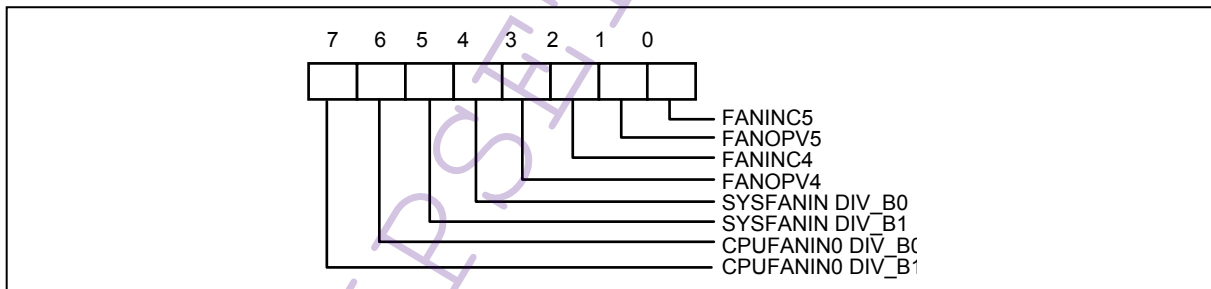 7 6 5 4 3 2 1 0
FANINC5
FANOPV5
FANINC4
FANOPV4
SYSFANIN DIV_B0
SYSFANIN DIV_B1
CPUFANIN0 DIV_B0
CPUFANIN0 DIV_B1
PSE